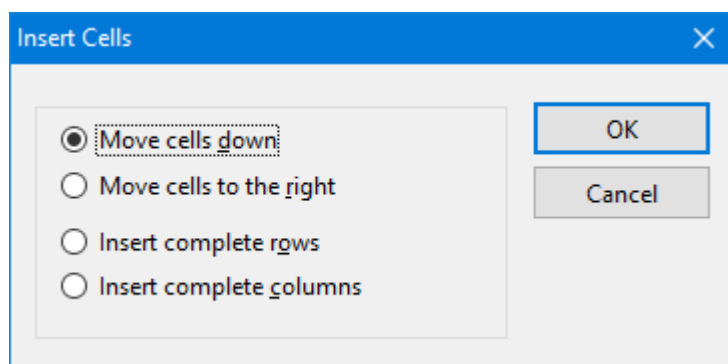 Insert Cells
Move cells down
Move cells to the right
Insert complete rows
Insert complete columns
OK
Cancel